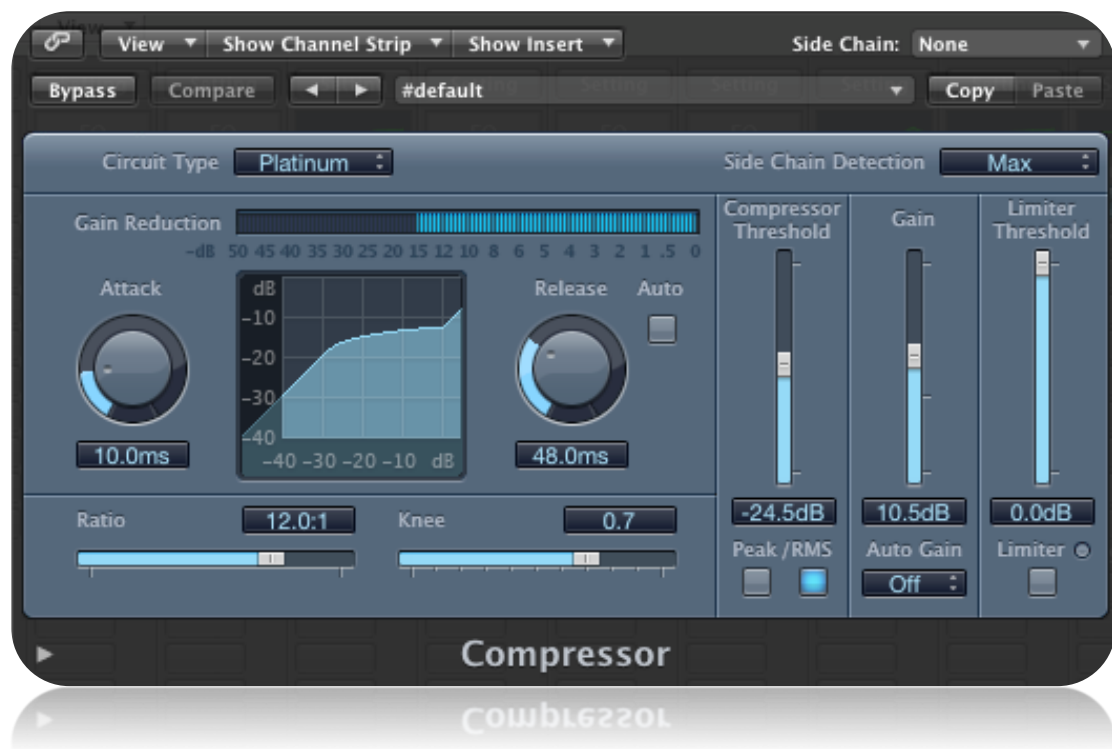 View Show Channel Strip Show Insert Side Chain: None
Bypass Compare #default Copy Paste
Circuit Type Platinum Side Chain Detection Max
Gain Reduction
-dB 50 45 40 35 30 25 20 15 12 10 8 6 5 4 3 2 1 .5 0
Compressor
Threshold
Gain
Limiter
Threshold
Attack
dB
-10
-20
-30
-40
-40 -30 -20 -10 dB
Release Auto
10.0ms
48.0ms
Ratio 12.0:1 Knee 0.7
-24.5dB 10.5dB 0.0dB
Peak /RMS Auto Gain Limiter
Off
Compressor